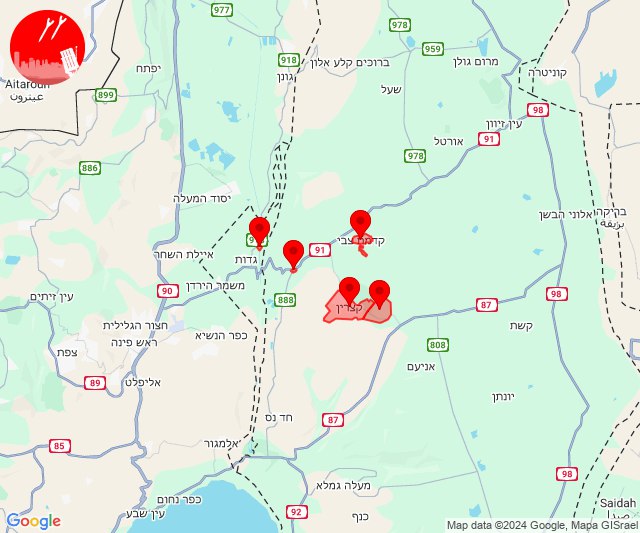 977
978
918
מרום גולן
959
ברוכים קלע אלון
יפתח
גונן
קוניטרה
Aitaroun
عيترون
899
שעל
98
עין זיוון
אורטל
91
978
886
יסוד המעלה
אלוני הבשן
בריקה
بريقة
קדמת צבי
91
גדות
איילת השחר
90
משמר הירדן
עין זיתים
888
98
87
קצרין
חצור הגלילית
כפר הנשיא
קשת
ראש פינה
צפת
808
אניעם
89
אליפלט
יונתן
חד נס
87
85
אלמגור
98
מעלה גמלא
כפר נחום
עין שבע
92
כנף
Saidah
Google
Map data ©2024 Google, Mapa GISrael